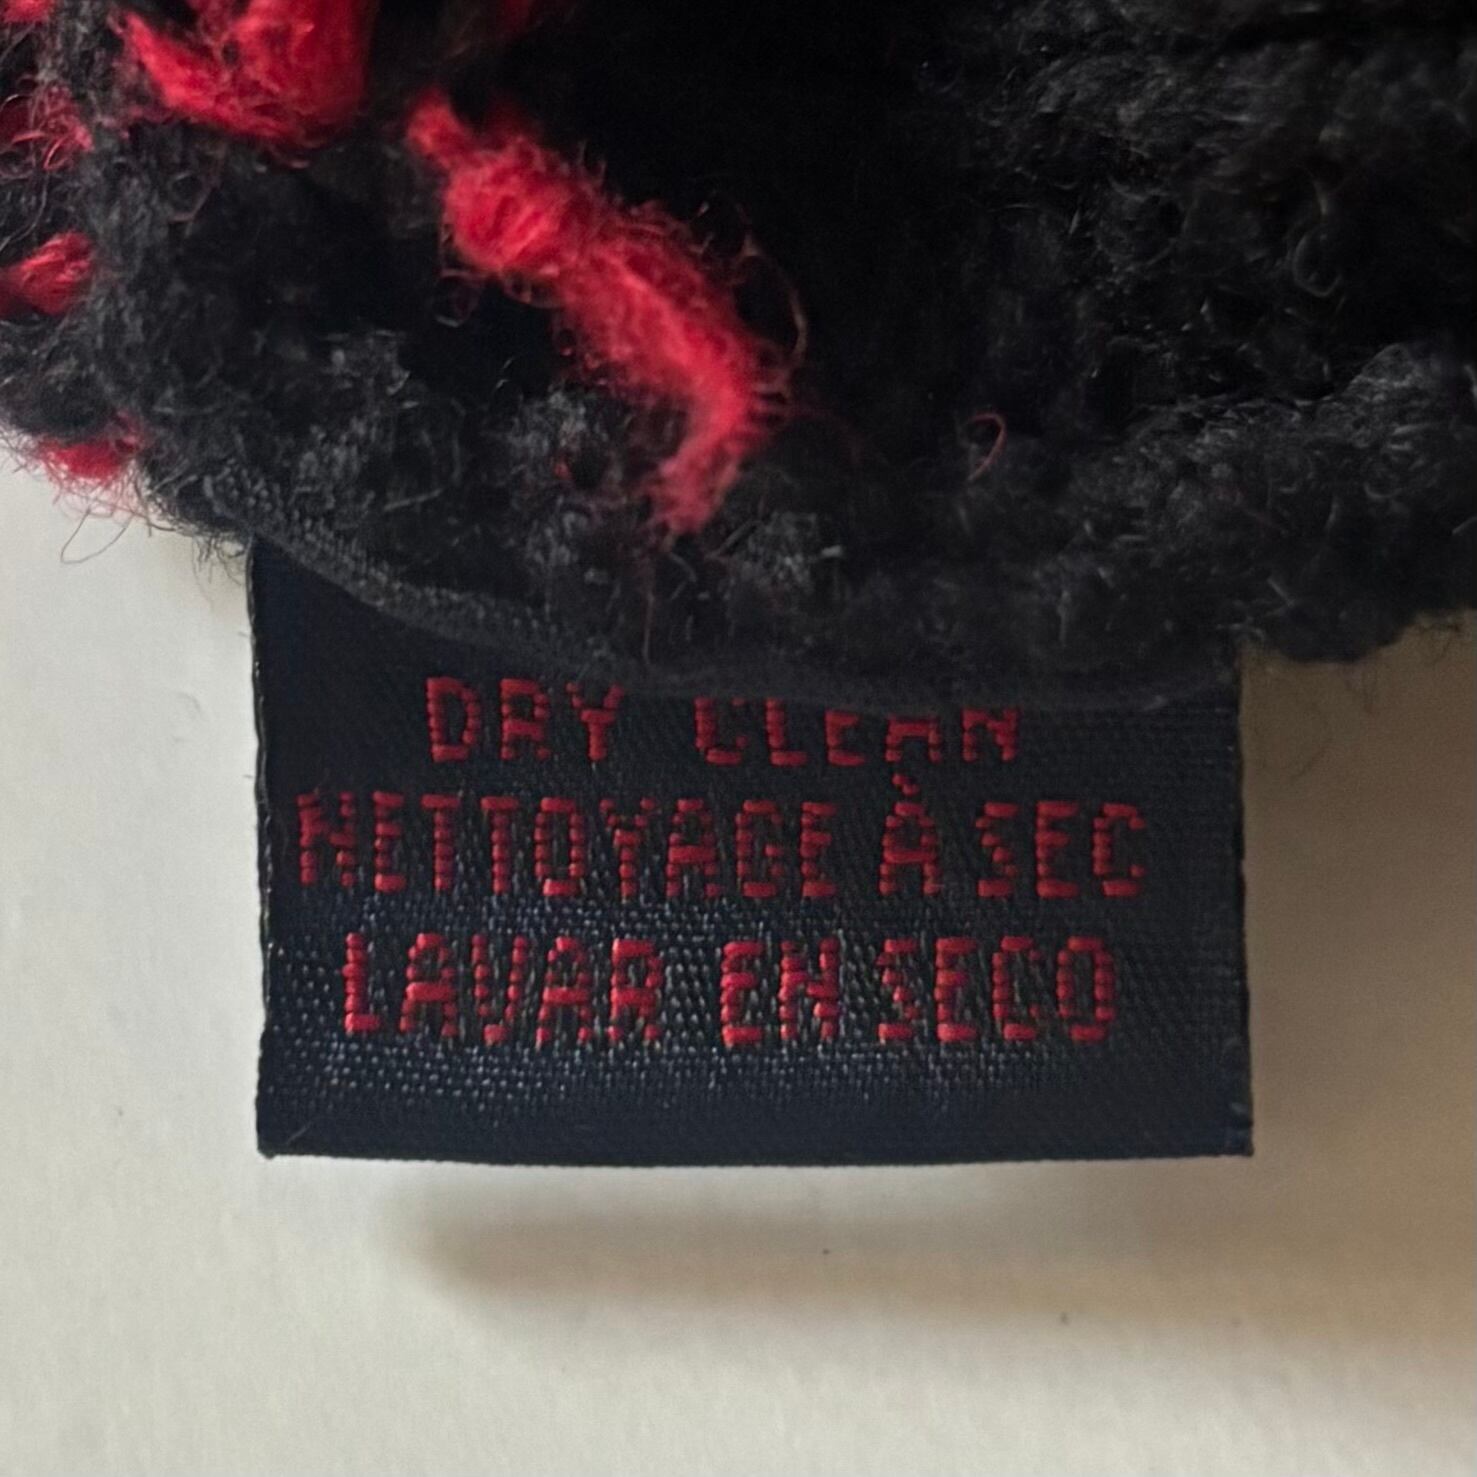 DRY CLEAN
NETTOYAGE À SEC
LAVAR EN SECO